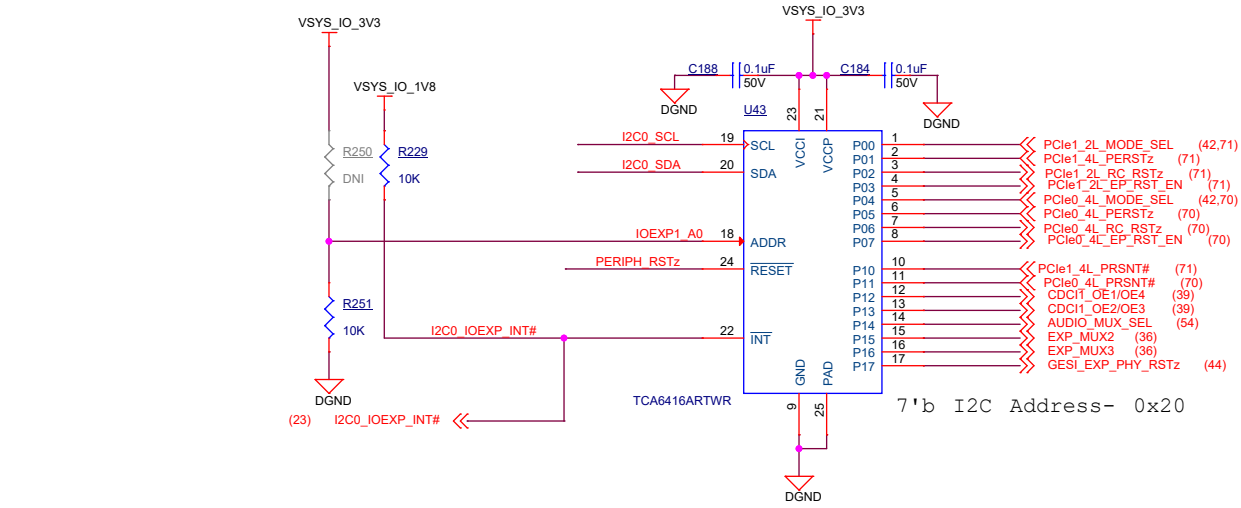 VSYS_IO_3V3
VSYS_IO_3V3
VSYS_IO_1V8
C188
0.1uF
50V
C184
0.1uF
50V
DGND
DGND
U43
23
21
VCCI
VCCP
R250
DNI
R229
10K
I2C0_SCL 19 SCL
I2C0_SDA 20 SDA
IOEXP1_A0 18 ADDR
PERIPH_RSTz 24 RESET
I2C0_IOEXP_INT# 22 INT
R251
10K
DGND
(23) I2C0_IOEXP_INT#
P00 1 PCIe1_2L_MODE_SEL (42,71)
P01 2 PCIe1_4L_PERSTz (71)
P02 3 PCIe1_2L_RC_RSTz (71)
P03 4 PCIe1_2L_EP_RST_EN (71)
P04 5 PCIe0_4L_MODE_SEL (42,70)
P05 6 PCIe0_4L_PERSTz (70)
P06 7 PCIe0_4L_RC_RSTz (70)
P07 8 PCIe0_4L_EP_RST_EN (70)
P10 10 PCIe1_4L_PRSNT# (71)
P11 11 PCIe0_4L_PRSNT# (70)
P12 12 CDCI1_OE1/OE4 (39)
P13 13 CDCI1_OE2/OE3 (39)
P14 14 AUDIO_MUX_SEL (54)
P15 15 EXP_MUX2 (36)
P16 16 EXP_MUX3 (36)
P17 17 GESI_EXP_PHY_RSTz (44)
GND
PAD
9
25
TCA6416ARTWR
7'b I2C Address- 0x20
DGND